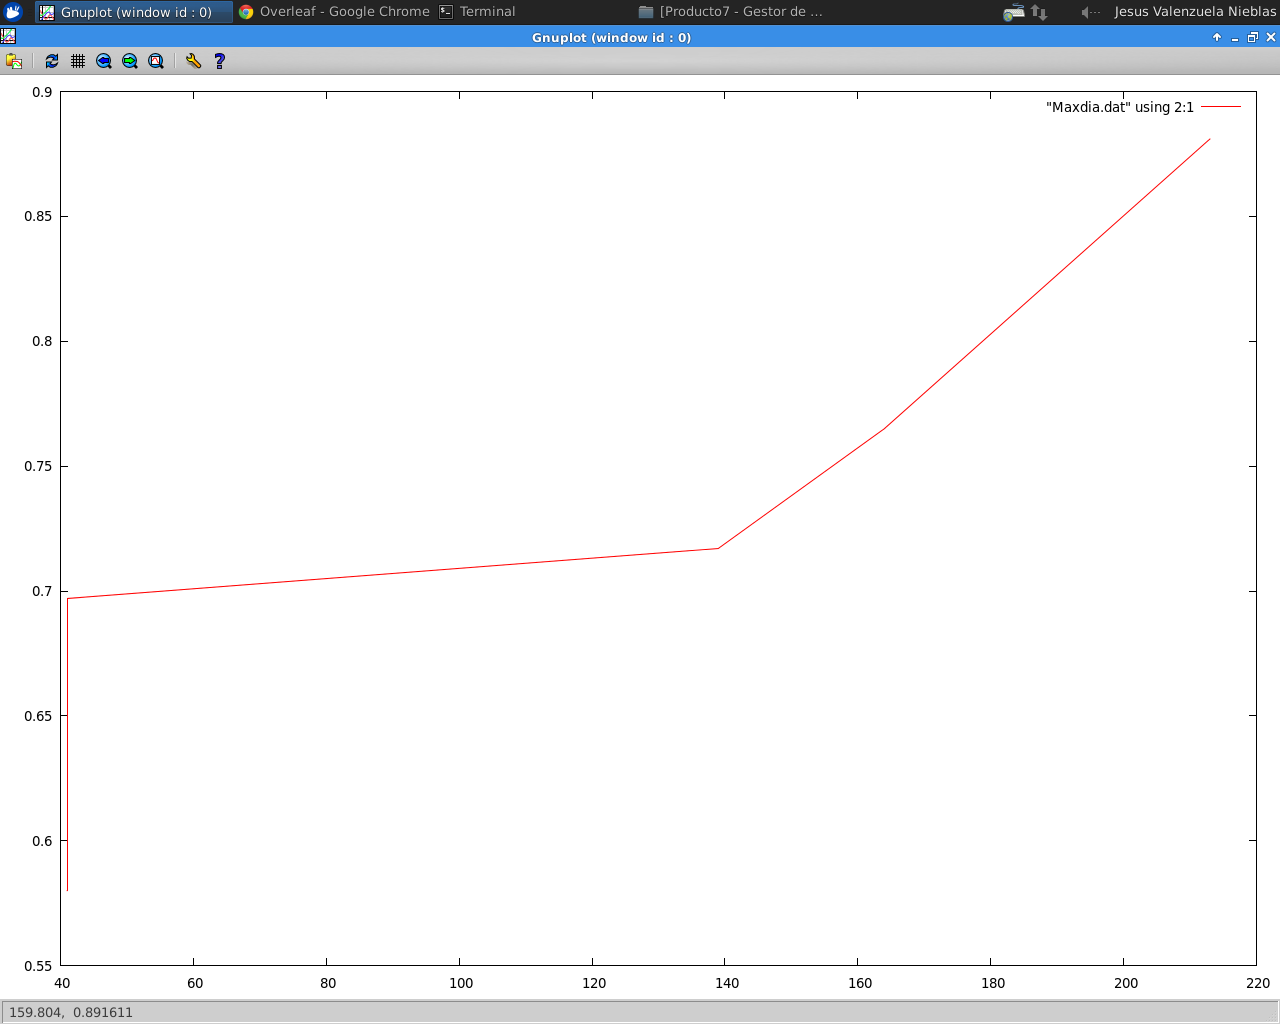 Gnuplot (window id : 0) Overleaf - Google Chrome Terminal [Producto7 - Gestor de ... Jesus Valenzuela Nieblas
Gnuplot (window id : 0)
"Maxdia.dat" using 2:1
0.9
0.85
0.8
0.75
0.7
0.65
0.6
0.55
40 60 80 100 120 140 160 180 200 220
159.804, 0.891611